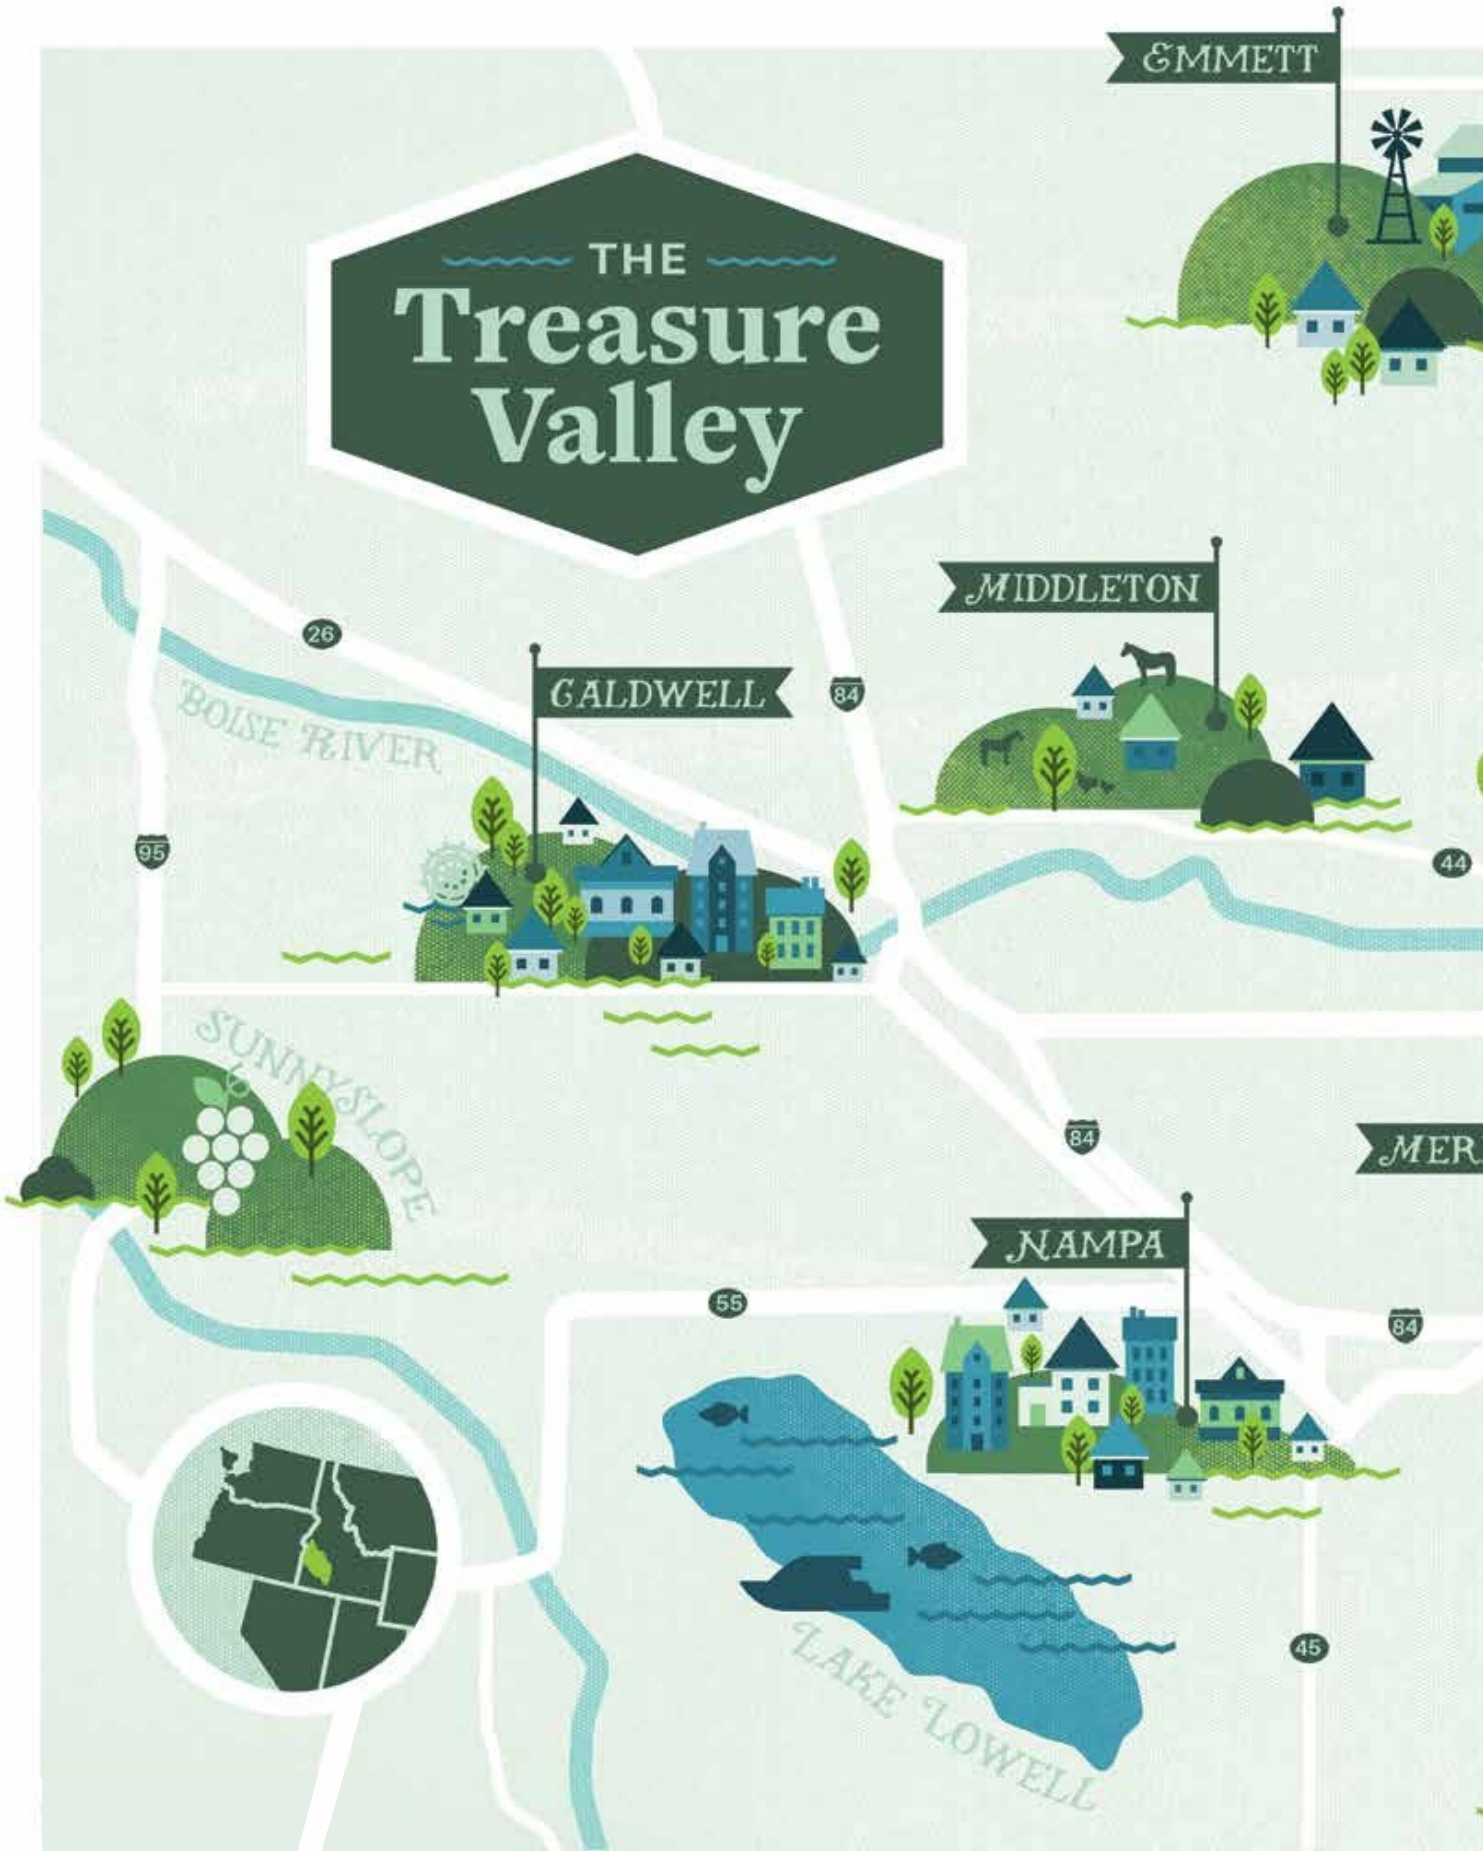 EMMETT
THE
Treasure
Valley
MIDDLETON
26
CALDWELL
84
BOISE RIVER
95
44
SUNNYSLOPE
84
MER
NAMPA
55
84
45
LAKE LOWELL